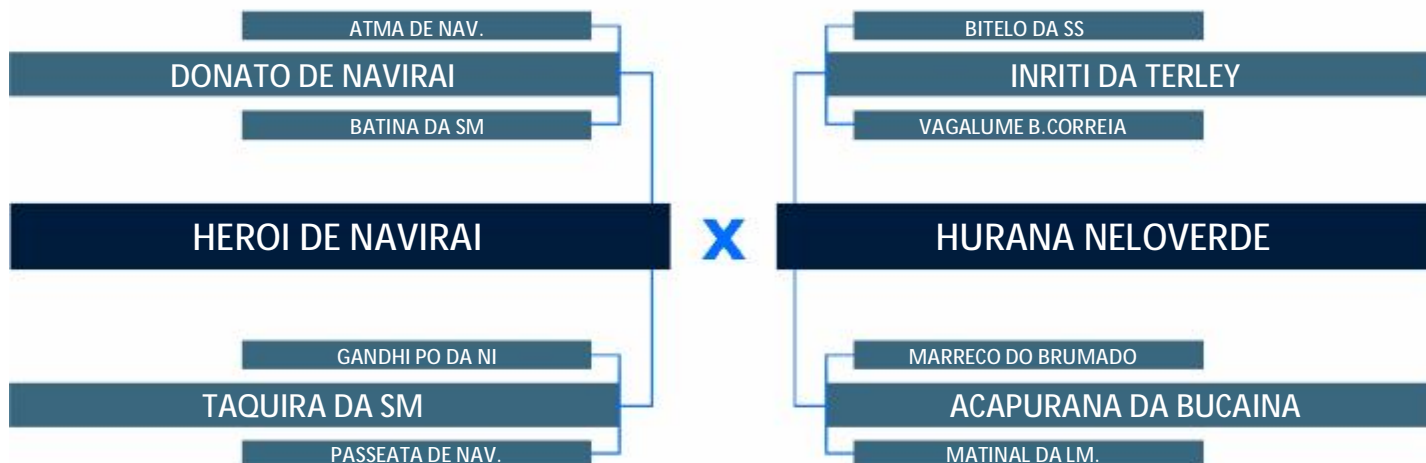 ATMA DE NAV.
DONATO DE NAVIRAI
BATINA DA SM
HEROI DE NAVIRAI
GANDHI PO DA NI
TAQUIRA DA SM
PASSEATA DE NAV.
X
BITELO DA SS
INRITI DA TERLEY
VAGALUME B.CORREIA
HURANA NELOVERDE
MARRECO DO BRUMADO
ACAPURANA DA BUCAINA
MATINAL DA LM.